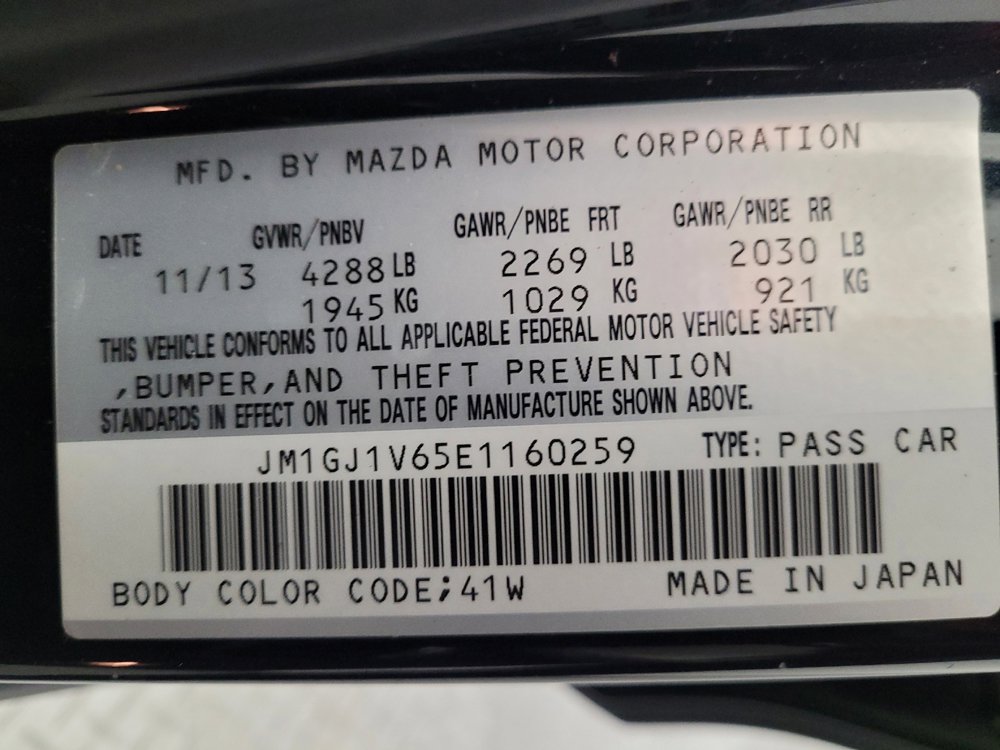 MFD. BY MAZDA MOTOR CORPORATION
DATE GVWR/PNBV GAWR/PNBE FRT GAWR/PNBE RR
11/13 4288 LB 2269 LB 2030 LB
1945 KG 1029 KG 921 KG
THIS VEHICLE CONFORMS TO ALL APPLICABLE FEDERAL MOTOR VEHICLE SAFETY
,BUMPER,AND THEFT PREVENTION
STANDARDS IN EFFECT ON THE DATE OF MANUFACTURE SHOWN ABOVE.
JM1GJ1V65E1160259 TYPE: PASS CAR
BODY COLOR CODE;41W MADE IN JAPAN